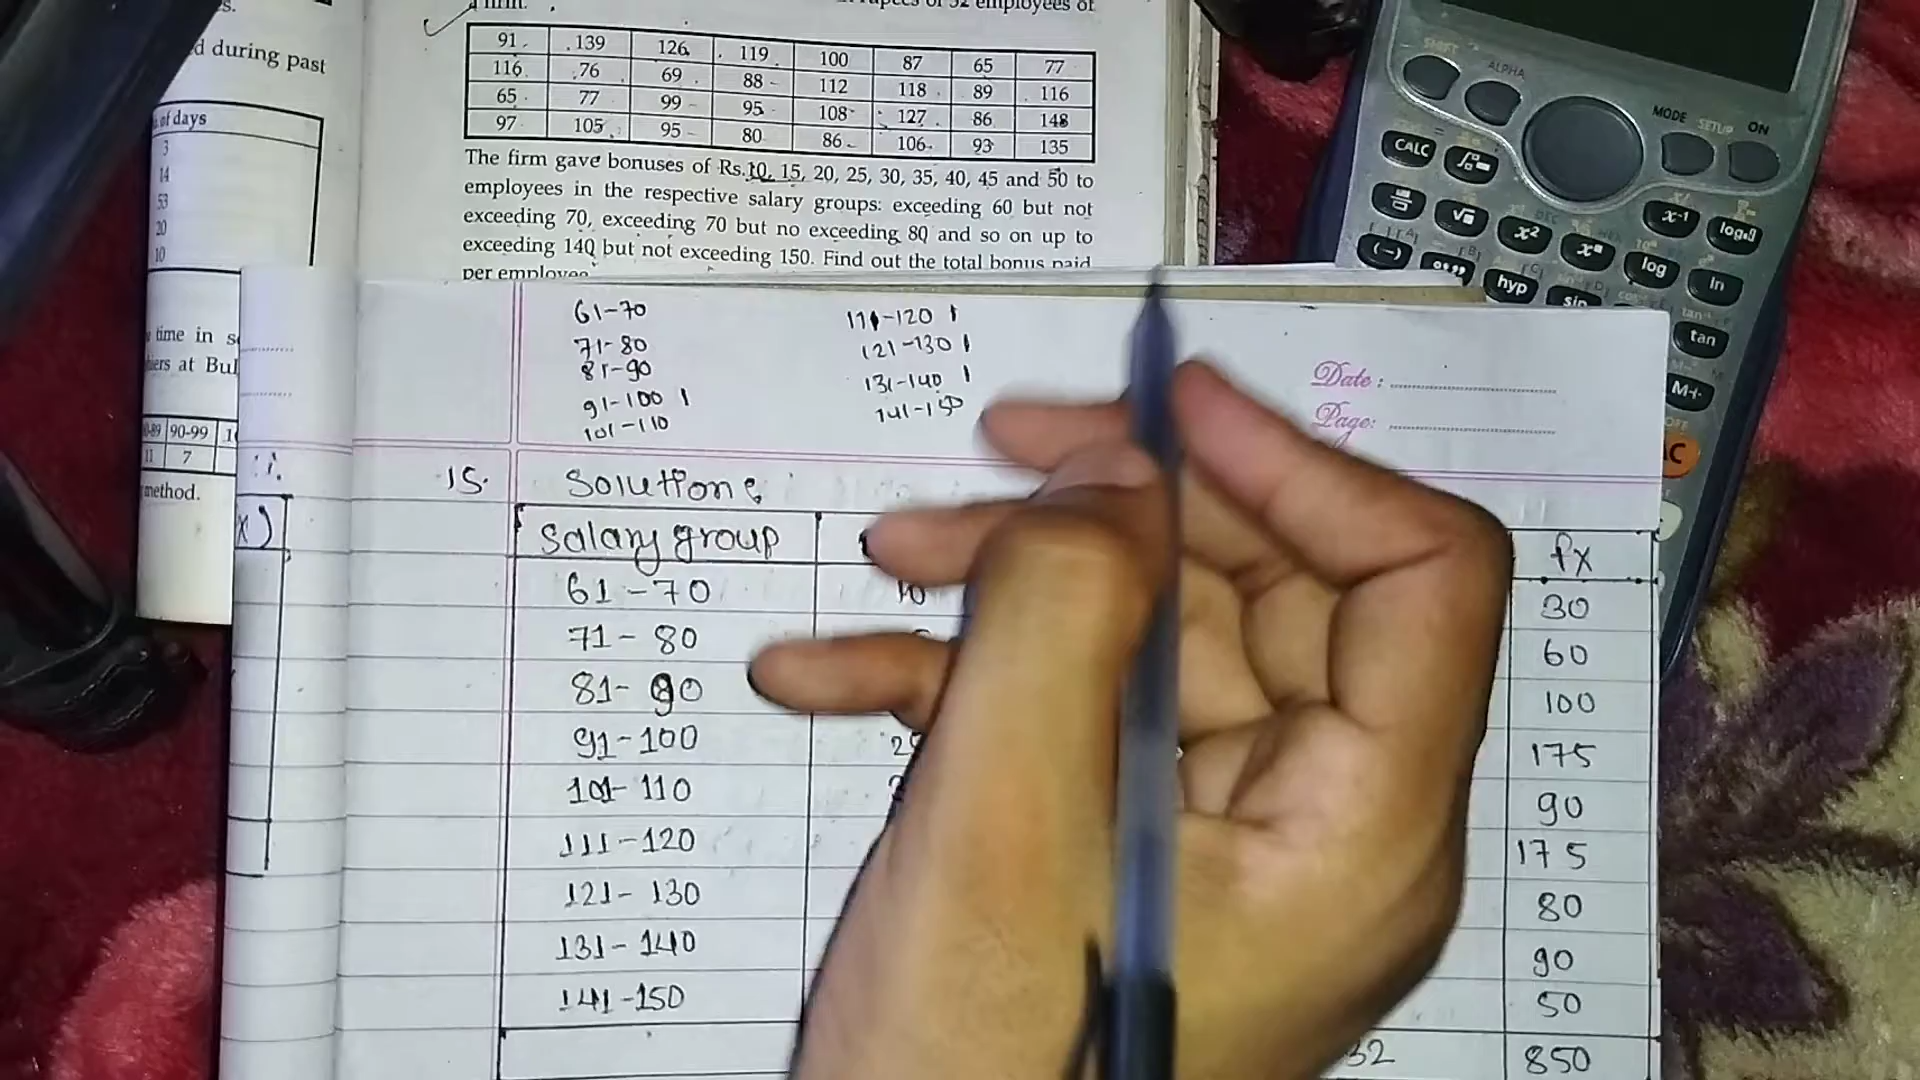 s.
d during past
of days
3
14
53
20
10
time in s
iers at Bul
90-99
7
method.
firm.
employees of
91 139 126 119 100 87 65 77
116 76 69 88 112 118 89 116
65 77 99 95 108 127 86 148
97 105 95 80 86 106 93 135
The firm gave bonuses of Rs.10, 15, 20, 25, 30, 35, 40, 45 and 50 to
employees in the respective salary groups: exceeding 60 but not
exceeding 70, exceeding 70 but no exceeding 80 and so on up to
exceeding 140 but not exceeding 150. Find out the total bonus paid
per employee
61-70
71-80
81-90
91-100
101-110
111-120
121-130
131-140
141-150
Date :
Page:
15. Solution:
Salary group fx
61-70 10 30
71-80 60
81-90 100
91-100 175
101-110 90
111-120 175
121-130 80
131-140 90
141-150 50
32 850
SHIFT ALPHA MODE SETUP ON
CALC
x² log ln
hyp sin tan
M+